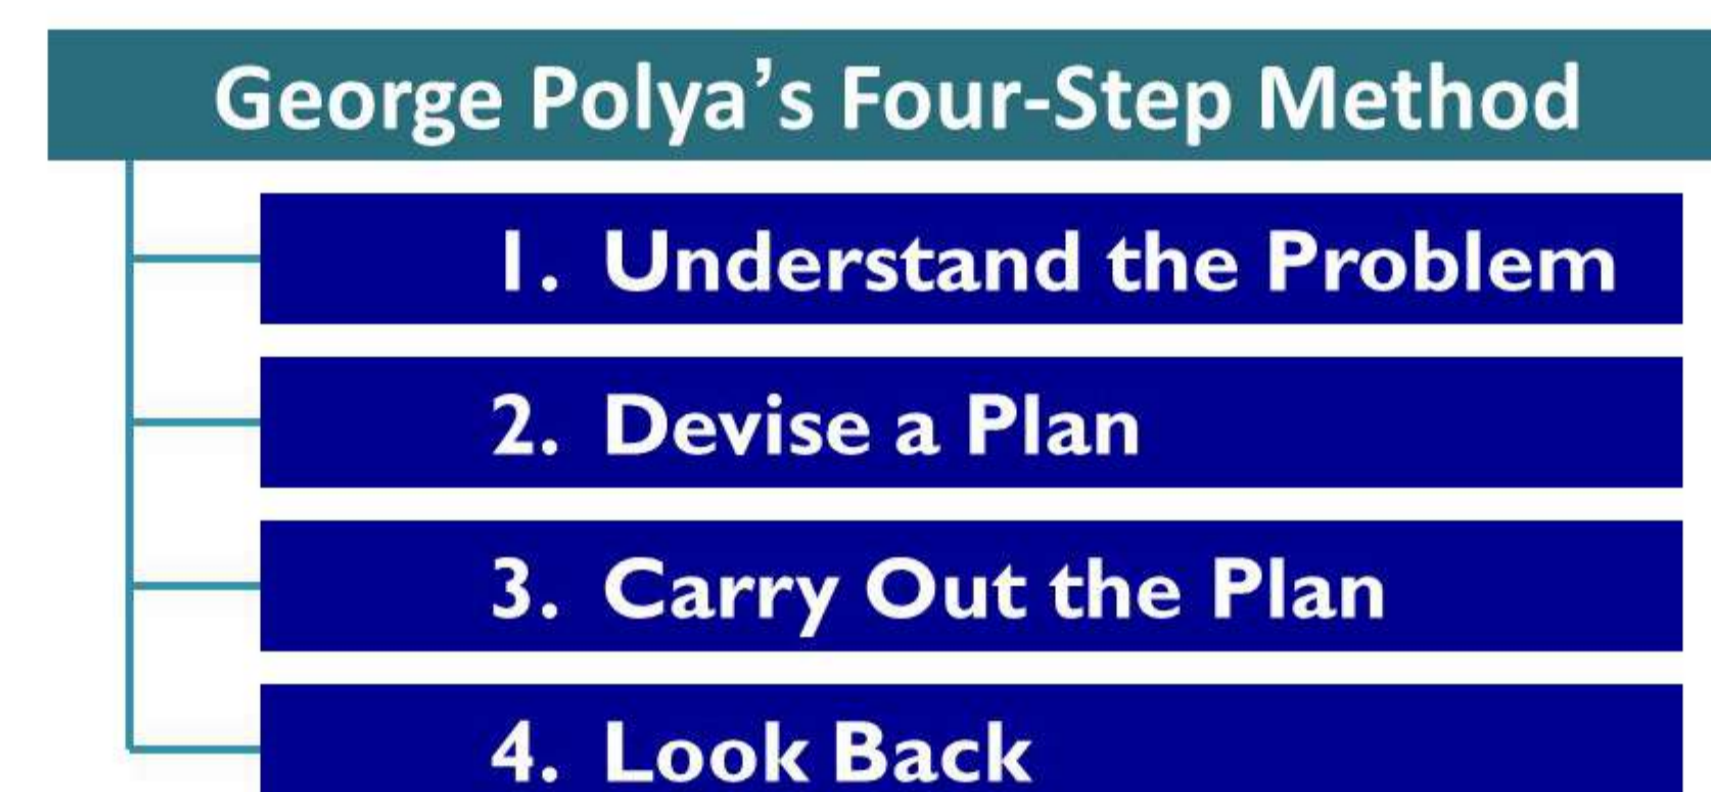 George Polya’s Four-Step Method
1. Understand the Problem
2. Devise a Plan
3. Carry Out the Plan
4. Look Back